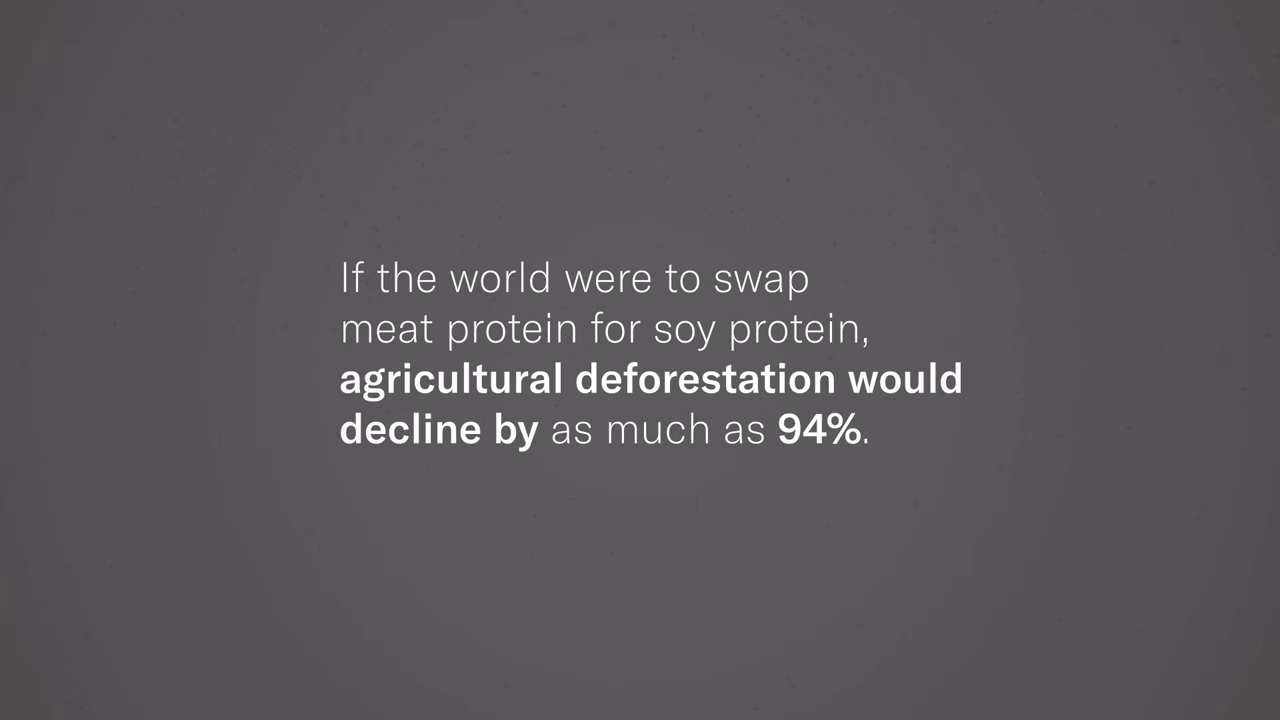 If the world were to swap
meat protein for soy protein,
agricultural deforestation would
decline by as much as 94%.